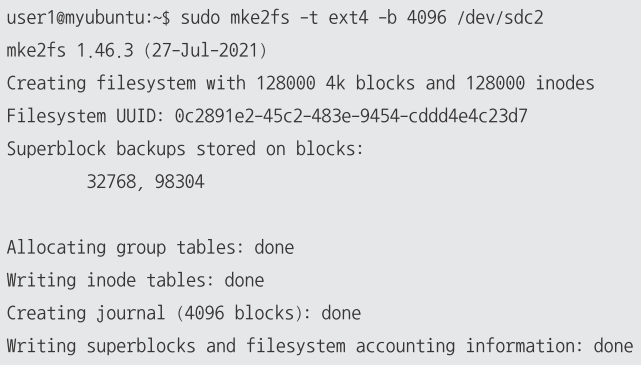 user1@myubuntu:~$ sudo mke2fs -t ext4 -b 4096 /dev/sdc2
mke2fs 1.46.3 (27-Jul-2021)
Creating filesystem with 128000 4k blocks and 128000 inodes
Filesystem UUID: 0c2891e2-45c2-483e-9454-cddd4e4c23d7
Superblock backups stored on blocks:
32768, 98304
Allocating group tables: done
Writing inode tables: done
Creating journal (4096 blocks): done
Writing superblocks and filesystem accounting information: done